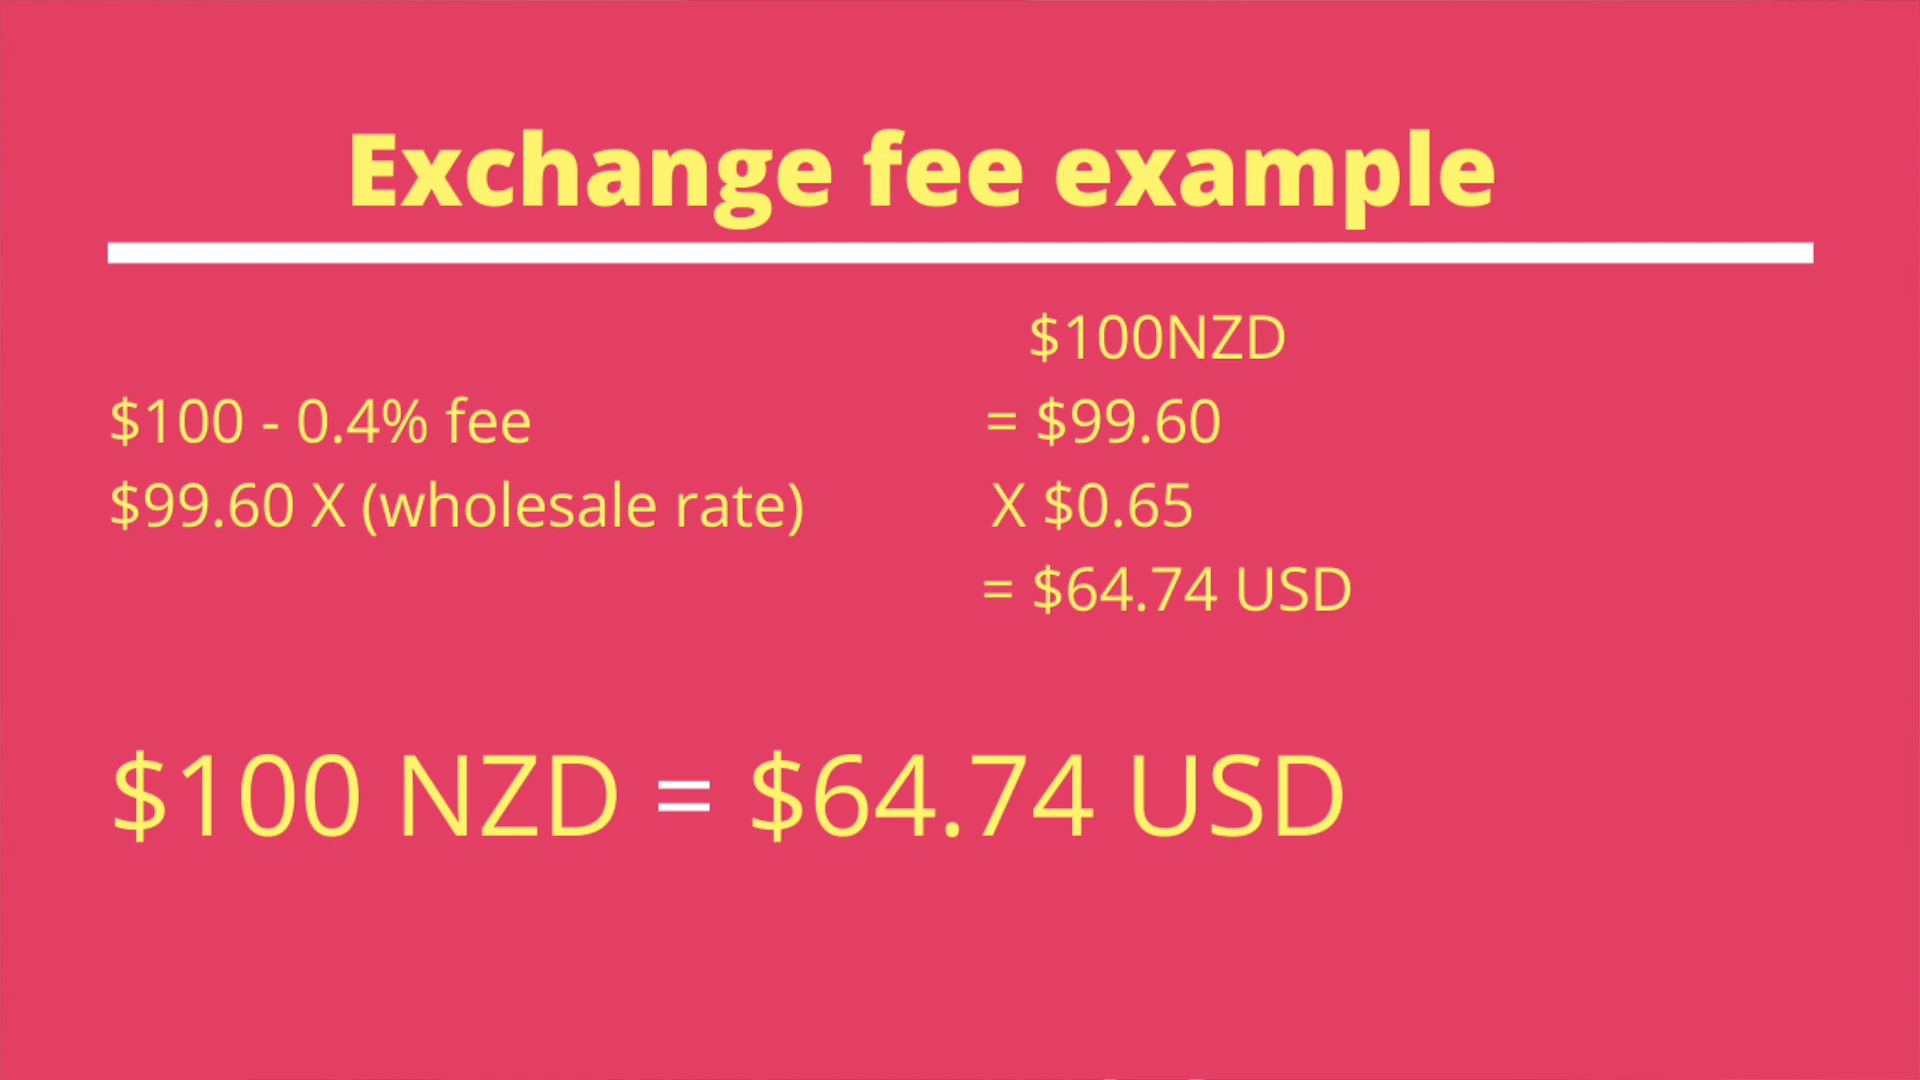 Exchange fee example
$100NZD
$100 - 0.4% fee = $99.60
$99.60 X (wholesale rate) X $0.65
= $64.74 USD
$100 NZD = $64.74 USD